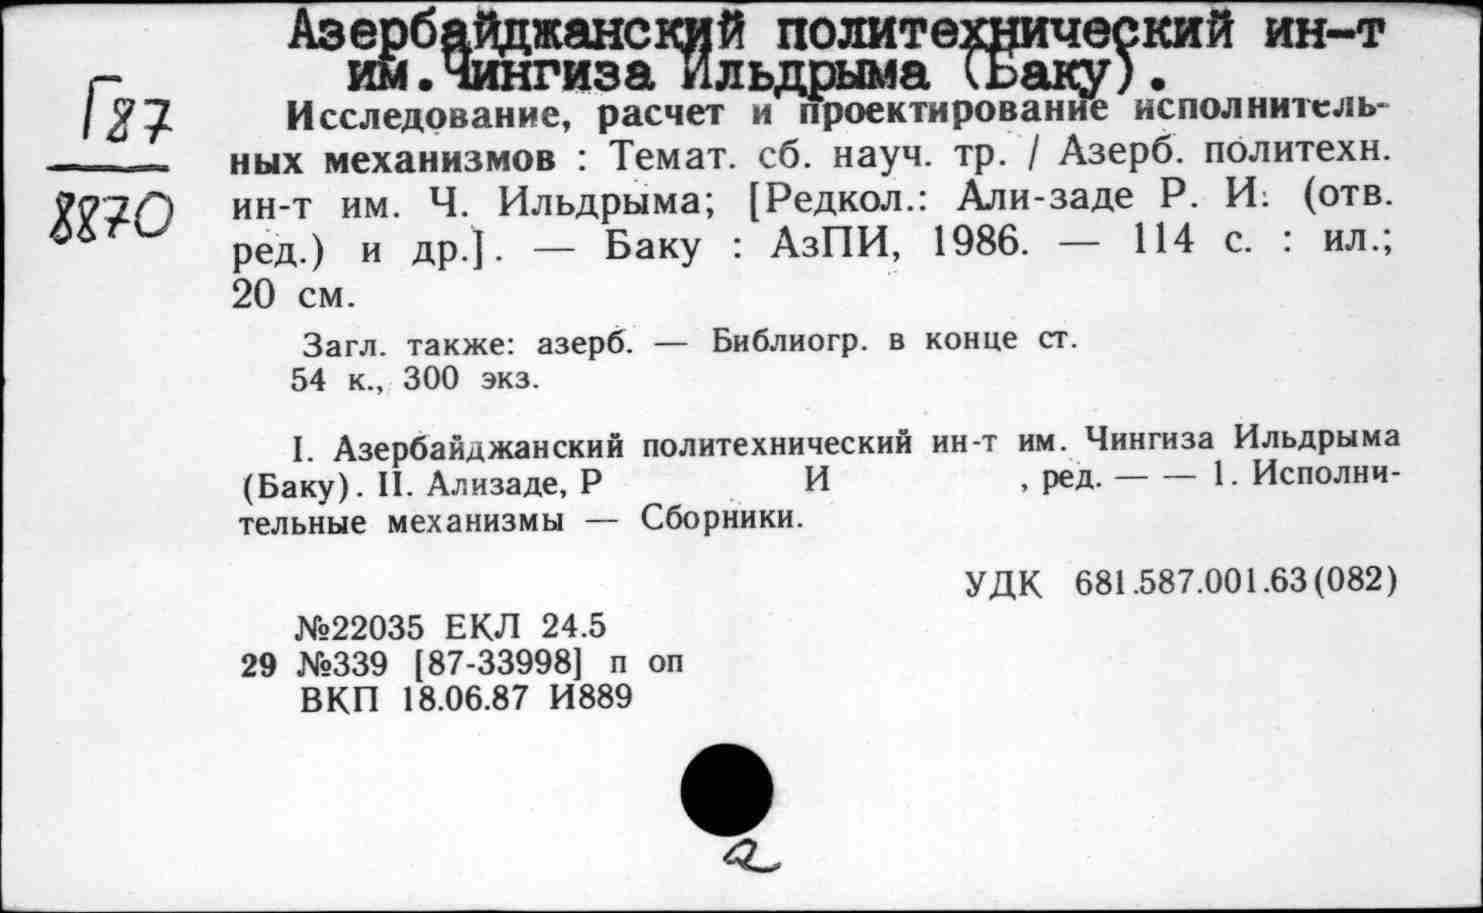 Азербайджанский политехнический ин-т
им.Чингиза Ильдрыма (Баку).
Г87
8870
Исследование, расчет и проектирование исполнитель-
ных механизмов : Темат. сб. науч. тр. / Азерб. политехн.
ин-т им. Ч. Ильдрыма; [Редкол.: Али-заде Р. И. (отв.
ред.) и др.]. — Баку : АзПИ, 1986. — 114 с. : ил.;
20 см.
Загл. также: азерб. — Библиогр. в конце ст.
54 к., 300 экз.
I. Азербайджанский политехнический ин-т им. Чингиза Ильдрыма
(Баку). II. Ализаде, Р И , ред. — — 1. Исполни-
тельные механизмы — Сборники.
УДК 681.587.001.63(082)
№22035 ЕКЛ 24.5
29 №339 [87-33998] п оп
ВКП 18.06.87 И889